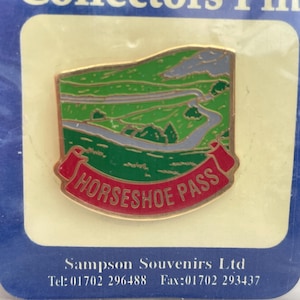 Collectors Pin
HORSESHOE PASS
Sampson Souvenirs Ltd
Tel: 01702 296488 Fax: 01702 293437